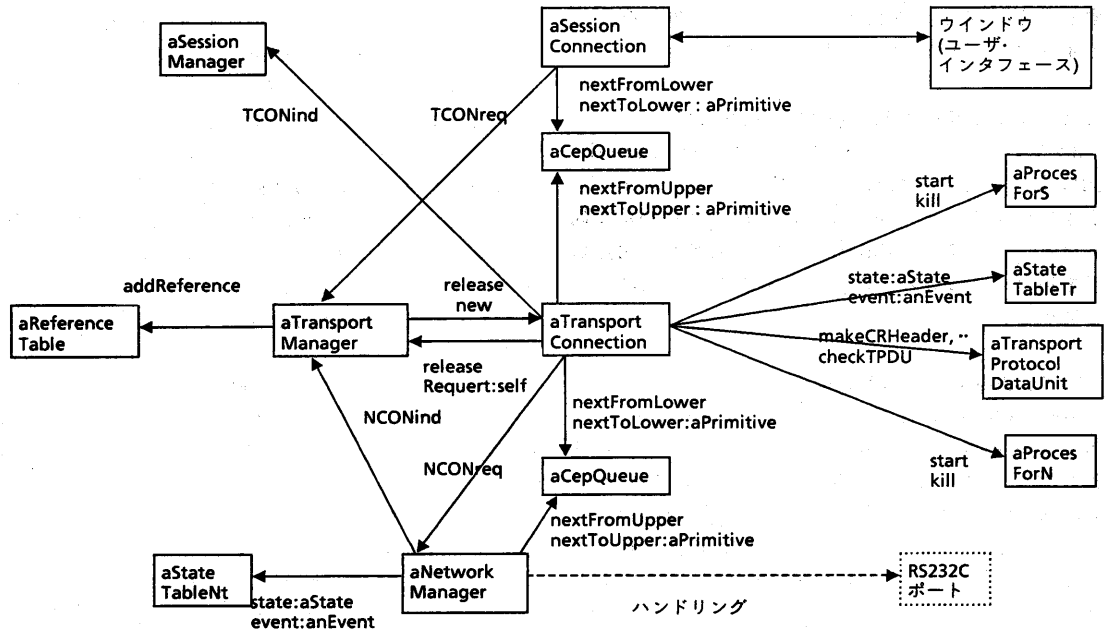 aSession
Manager
aSession
Connection
ウインドウ
(ユーザ・
インタフェース)
nextFromLower
nextToLower : aPrimitive
TCONind
TCONreq
aCepQueue
nextFromUpper
nextToUpper : aPrimitive
start
kill
aProces
ForS
addReference
release
new
state:aState
event:anEvent
aState
TableTr
aReference
Table
aTransport
Manager
aTransport
Connection
makeCRHeader, ··
checkTPDU
aTransport
Protocol
DataUnit
release
Requert:self
nextFromLower
nextToLower:aPrimitive
NCONind
NCONreq
aCepQueue
start
kill
aProces
ForN
nextFromUpper
nextToUpper:aPrimitive
aState
TableNt
state:aState
event:anEvent
aNetwork
Manager
ハンドリング
RS232C
ポート